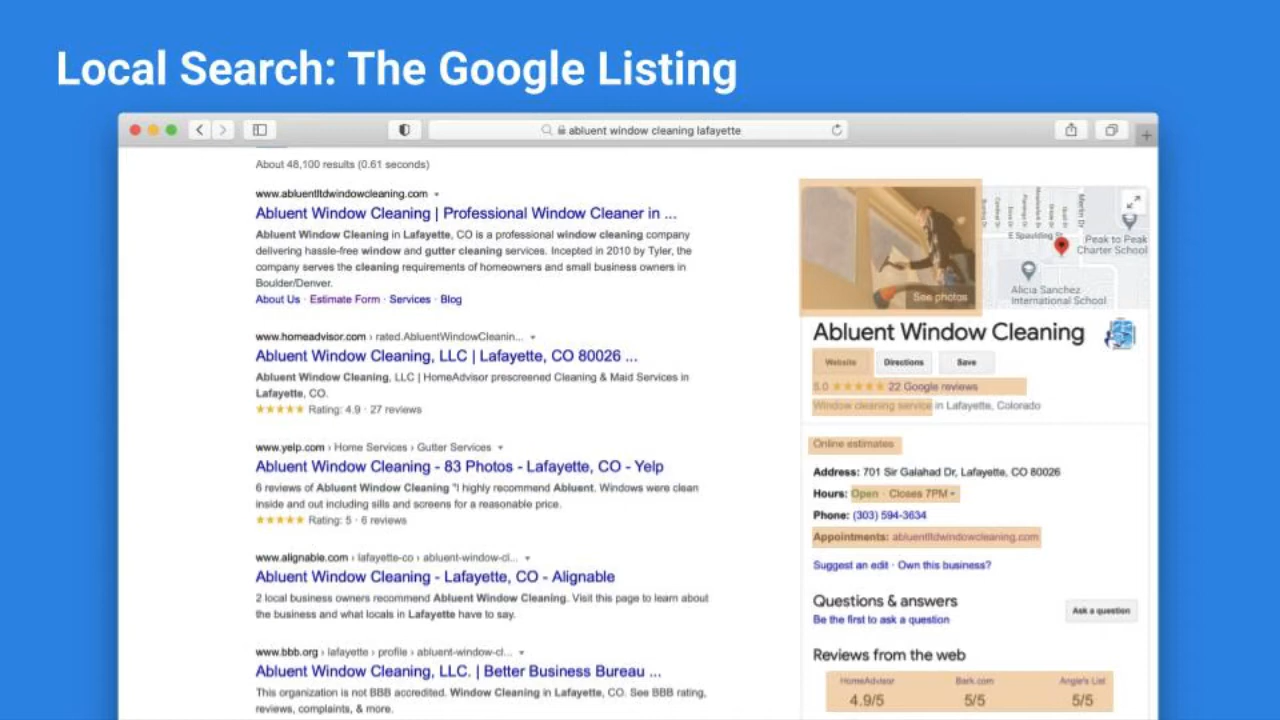 Local Search: The Google Listing
abluent window cleaning lafayette
About 48,100 results (0.61 seconds)
www.abluentltdwindowcleaning.com
Abluent Window Cleaning | Professional Window Cleaner in ...
Abluent Window Cleaning in Lafayette, CO is a professional window cleaning company
delivering hassle-free window and gutter cleaning services. Incepted in 2010 by Tyler, the
company serves the cleaning requirements of homeowners and small business owners in
Boulder/Denver.
About Us · Estimate Form · Services · Blog
www.homeadvisor.com › rated.AbluentWindowCleanin...
Abluent Window Cleaning, LLC | Lafayette, CO 80026 ...
Abluent Window Cleaning, LLC | HomeAdvisor prescreened Cleaning & Maid Services in
Lafayette, CO.
★★★★★ Rating: 4.9 · 27 reviews
www.yelp.com › Home Services › Gutter Services
Abluent Window Cleaning - 83 Photos - Lafayette, CO - Yelp
6 reviews of Abluent Window Cleaning "I highly recommend Abluent. Windows were clean
inside and out including sills and screens for a reasonable price.
★★★★★ Rating: 5 · 6 reviews
www.alignable.com › lafayette-co › abluent-window-cl...
Abluent Window Cleaning - Lafayette, CO - Alignable
2 local business owners recommend Abluent Window Cleaning. Visit this page to learn about
the business and what locals in Lafayette have to say.
www.bbb.org › lafayette › profile › abluent-window-cl...
Abluent Window Cleaning, LLC. | Better Business Bureau ...
This organization is not BBB accredited. Window Cleaning in Lafayette, CO. See BBB rating,
reviews, complaints, & more.
See photos
E Spaulding St
Merlin Dr
Peak to Peak
Charter School
Alicia Sanchez
International School
Abluent Window Cleaning
Website Directions Save
5.0 ★★★★★ 22 Google reviews
Window cleaning service in Lafayette, Colorado
Online estimates
Address: 701 Sir Galahad Dr, Lafayette, CO 80026
Hours: Open · Closes 7PM
Phone: (303) 594-3634
Appointments: abluentltdwindowcleaning.com
Suggest an edit · Own this business?
Questions & answers
Be the first to ask a question
Ask a question
Reviews from the web
HomeAdvisor Bark.com Angie's List
4.9/5 5/5 5/5